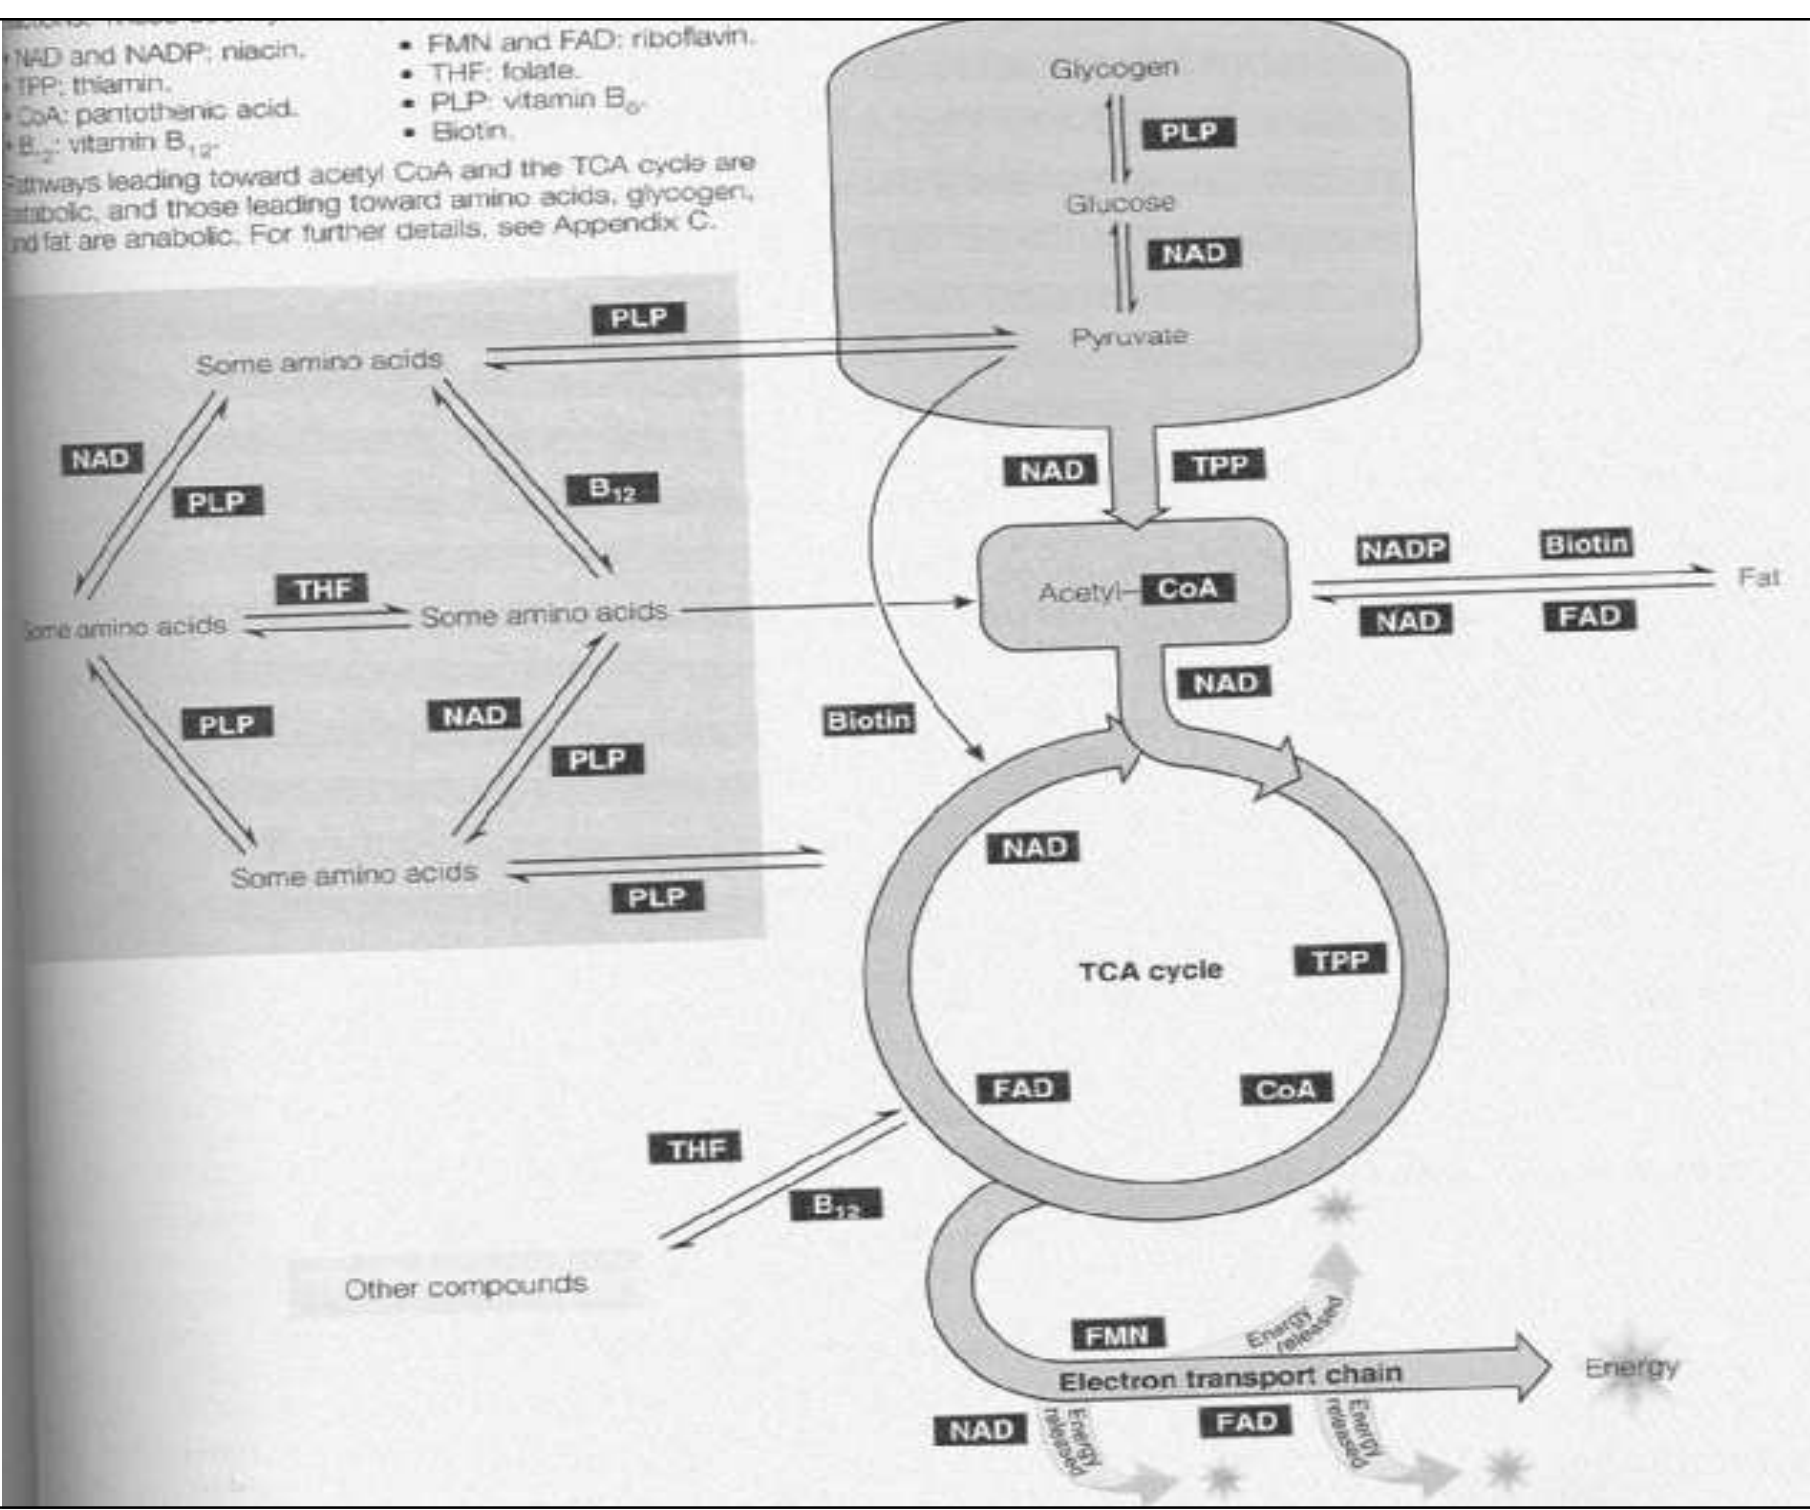 NAD and NADP: niacin.
TPP: thiamin.
CoA: pantothenic acid.
B12: vitamin B12.
• FMN and FAD: riboflavin.
• THF: folate.
• PLP: vitamin B6.
• Biotin.
Pathways leading toward acetyl CoA and the TCA cycle are
catabolic, and those leading toward amino acids, glycogen,
and fat are anabolic. For further details, see Appendix C.
Glycogen
PLP
Glucose
NAD
Pyruvate
PLP
Some amino acids
NAD
PLP
B12
NAD
TPP
NADP
Biotin
Fat
Acetyl–CoA
NAD
FAD
THF
Some amino acids
Some amino acids
NAD
PLP
NAD
PLP
Biotin
Some amino acids
PLP
NAD
TCA cycle
TPP
FAD
CoA
THF
B12
Other compounds
FMN
Energy released
Electron transport chain
Energy
NAD
Energy released
FAD
Energy released